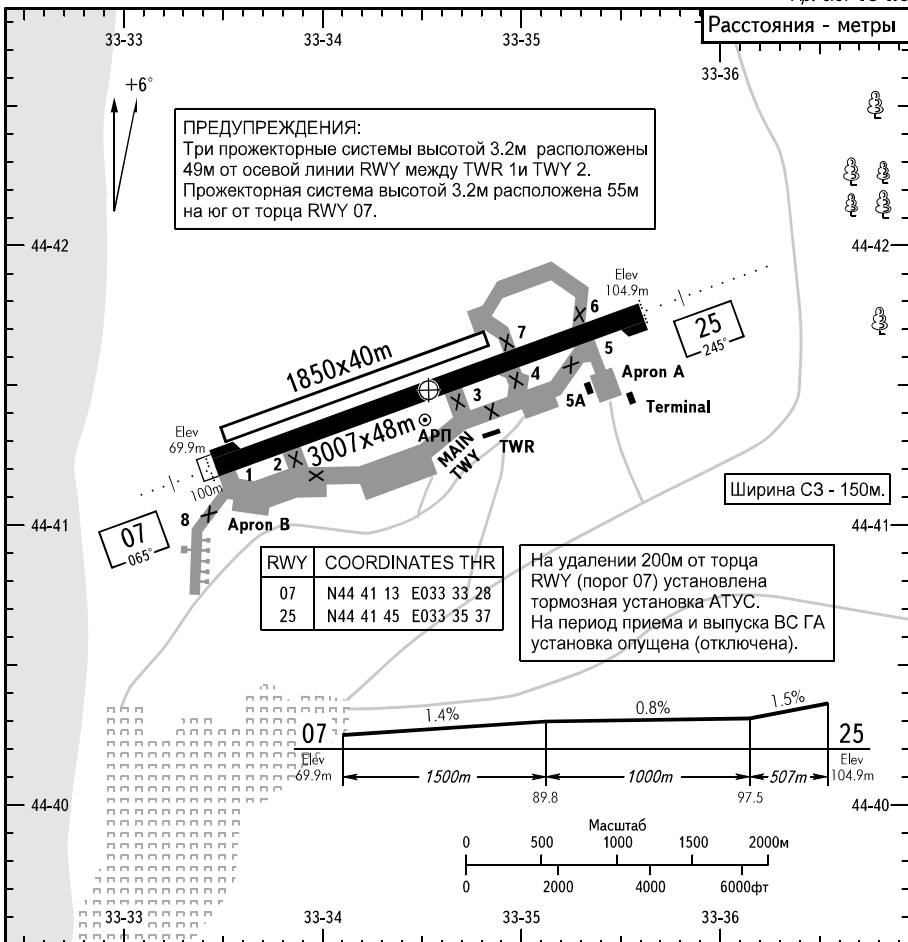 Расстояния - метры
33-33
33-34
33-35
33-36
+6°
ПРЕДУПРЕЖДЕНИЯ:
Три прожекторные системы высотой 3.2м расположены
49м от осевой линии RWY между TWR 1и TWY 2.
Прожекторная система высотой 3.2м расположена 55м
на юг от торца RWY 07.
44-42
44-42
Elev
104.9m
6
7
25
245°
5
1850x40m
4
Apron A
3
5A
Terminal
АРП
Elev
69.9m
3007x48m
MAIN
TWY
TWR
2
1
100m
8
Apron B
Ширина СЗ - 150м.
07
065°
44-41
44-41
RWY COORDINATES THR
07 N44 41 13 E033 33 28
25 N44 41 45 E033 35 37
На удалении 200м от торца
RWY (порог 07) установлена
тормозная установка АТУС.
На период приема и выпуска ВС ГА
установка опущена (отключена).
1.4%
0.8%
1.5%
07
25
Elev
69.9m
Elev
104.9m
1500m
1000m
507m
89.8
97.5
44-40
44-40
Масштаб
0 500 1000 1500 2000м
0 2000 4000 6000фт
33-33
33-34
33-35
33-36